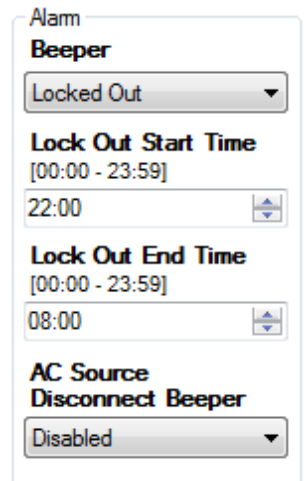 Alarm
Beeper
Locked Out
Lock Out Start Time
[00:00 - 23:59]
22:00
Lock Out End Time
[00:00 - 23:59]
08:00
AC Source
Disconnect Beeper
Disabled